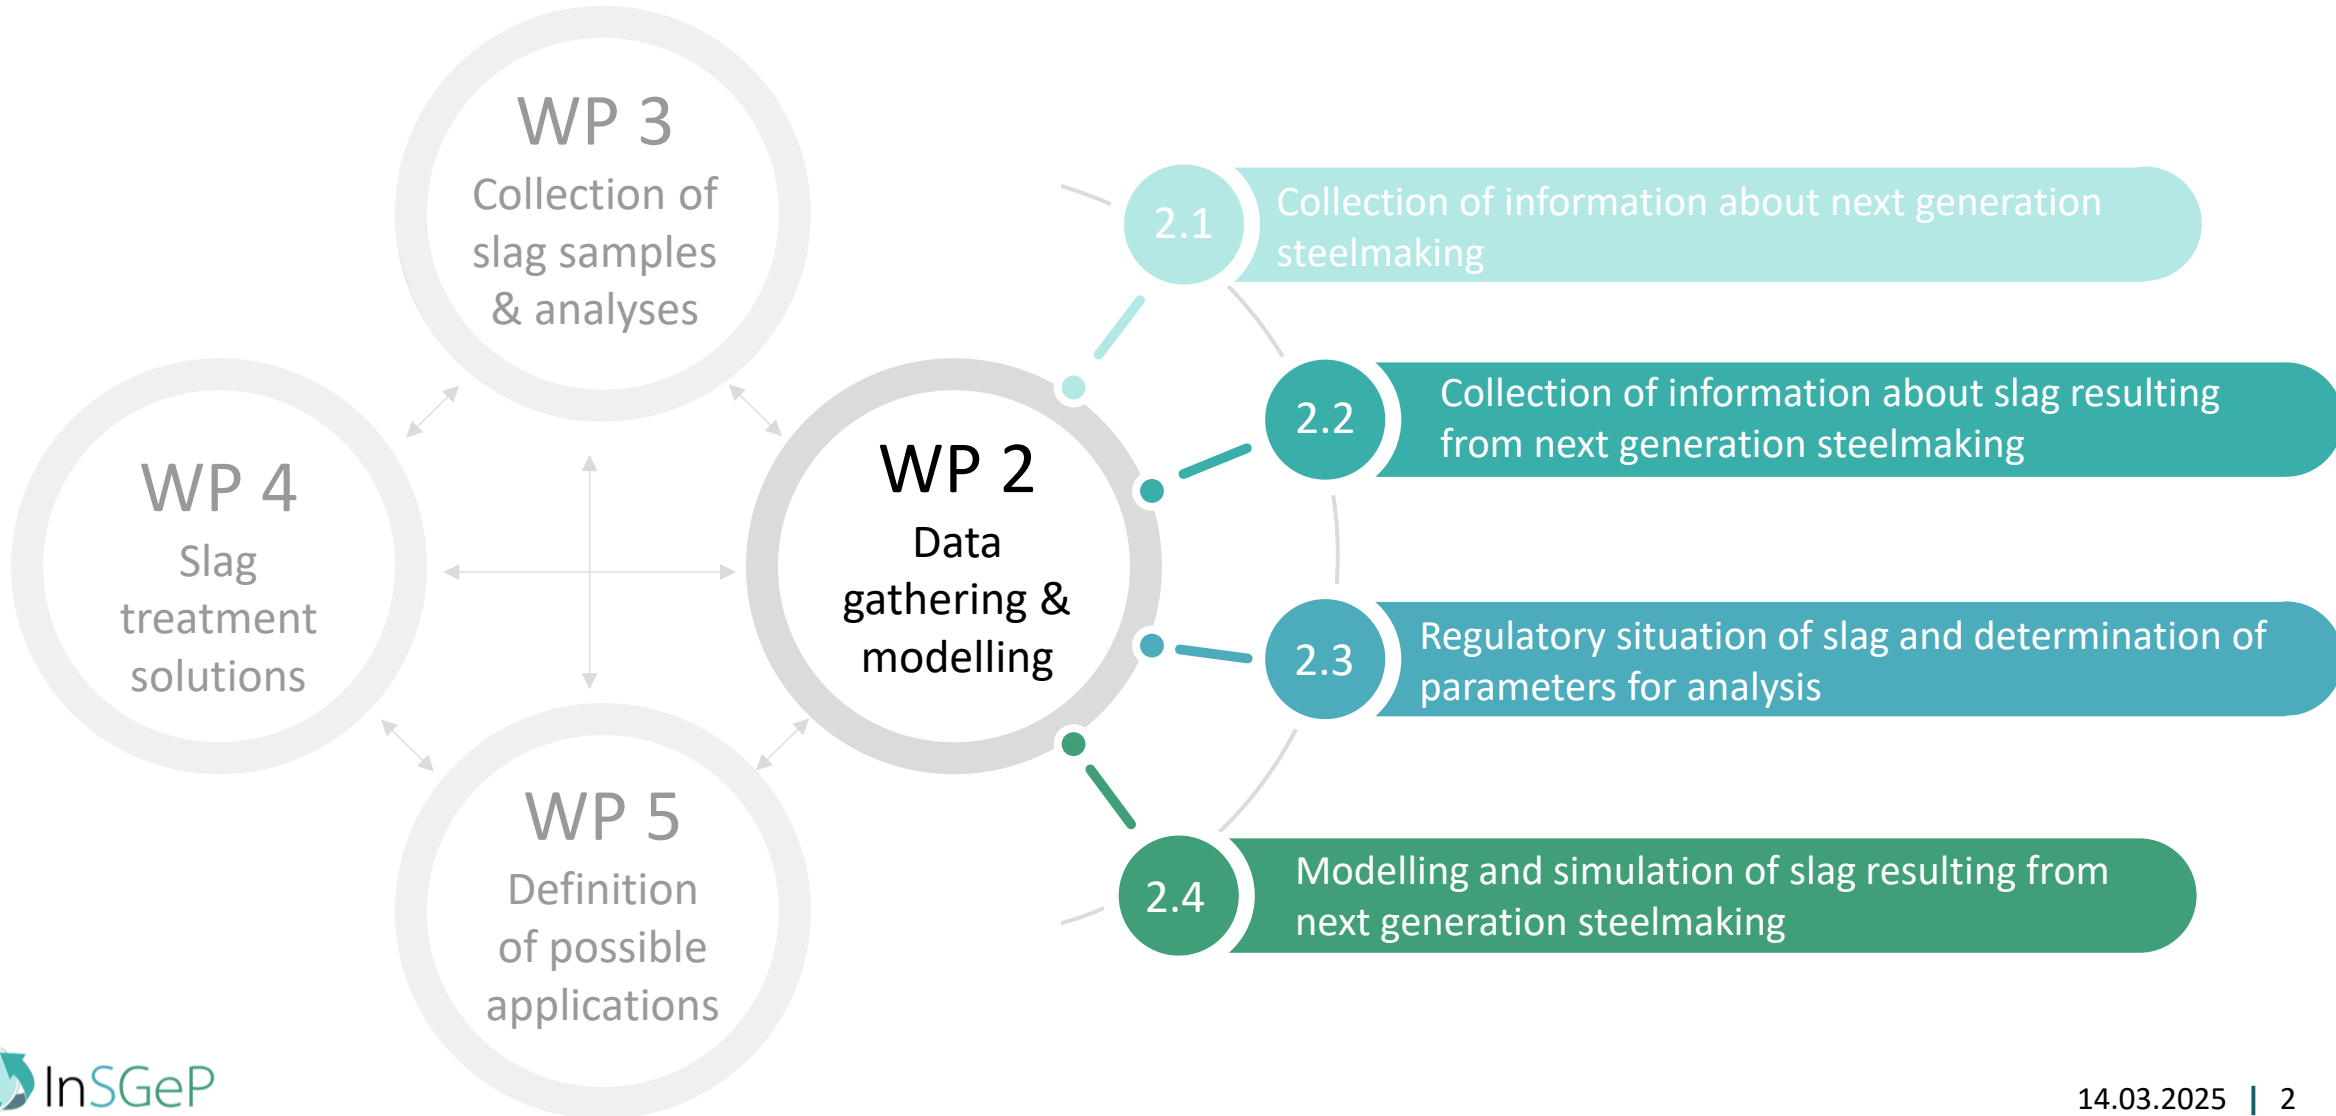 WP 3
Collection of
slag samples
& analyses
WP 4
Slag
treatment
solutions
WP 2
Data
gathering &
modelling
WP 5
Definition
of possible
applications
2.1
Collection of information about next generation
steelmaking
2.2
Collection of information about slag resulting
from next generation steelmaking
2.3
Regulatory situation of slag and determination of
parameters for analysis
2.4
Modelling and simulation of slag resulting from
next generation steelmaking
InSGeP
14.03.2025 | 2